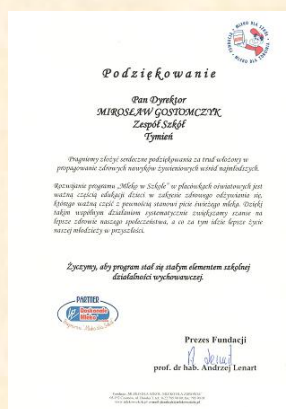 Podziękowanie
Pan Dyrektor
MIROSŁAW GOSTOMCZYK
Zespół Szkół
Tymień
Pragniemy złożyć serdeczne podziękowania za trud włożony w
propagowanie zdrowych nawyków żywieniowych wśród najmłodszych.
Rozwijanie programu „Mleko w Szkole” w placówkach oświatowych jest
ważną częścią edukacji dzieci w zakresie zdrowego odżywiania się,
którego ważną część z pewnością stanowi picie świeżego mleka. Dzięki
takim wspólnym działaniom systematycznie zwiększamy szanse na
lepsze zdrowie naszego społeczeństwa, a co za tym idzie lepsze życie
naszej młodzieży w przyszłości.
Życzymy, aby program stał się stałym elementem szkolnej
działalności wychowawczej.
PARTNER
Doskonałe
Mleko
Prezes Fundacji
prof. dr hab. Andrzej Lenart